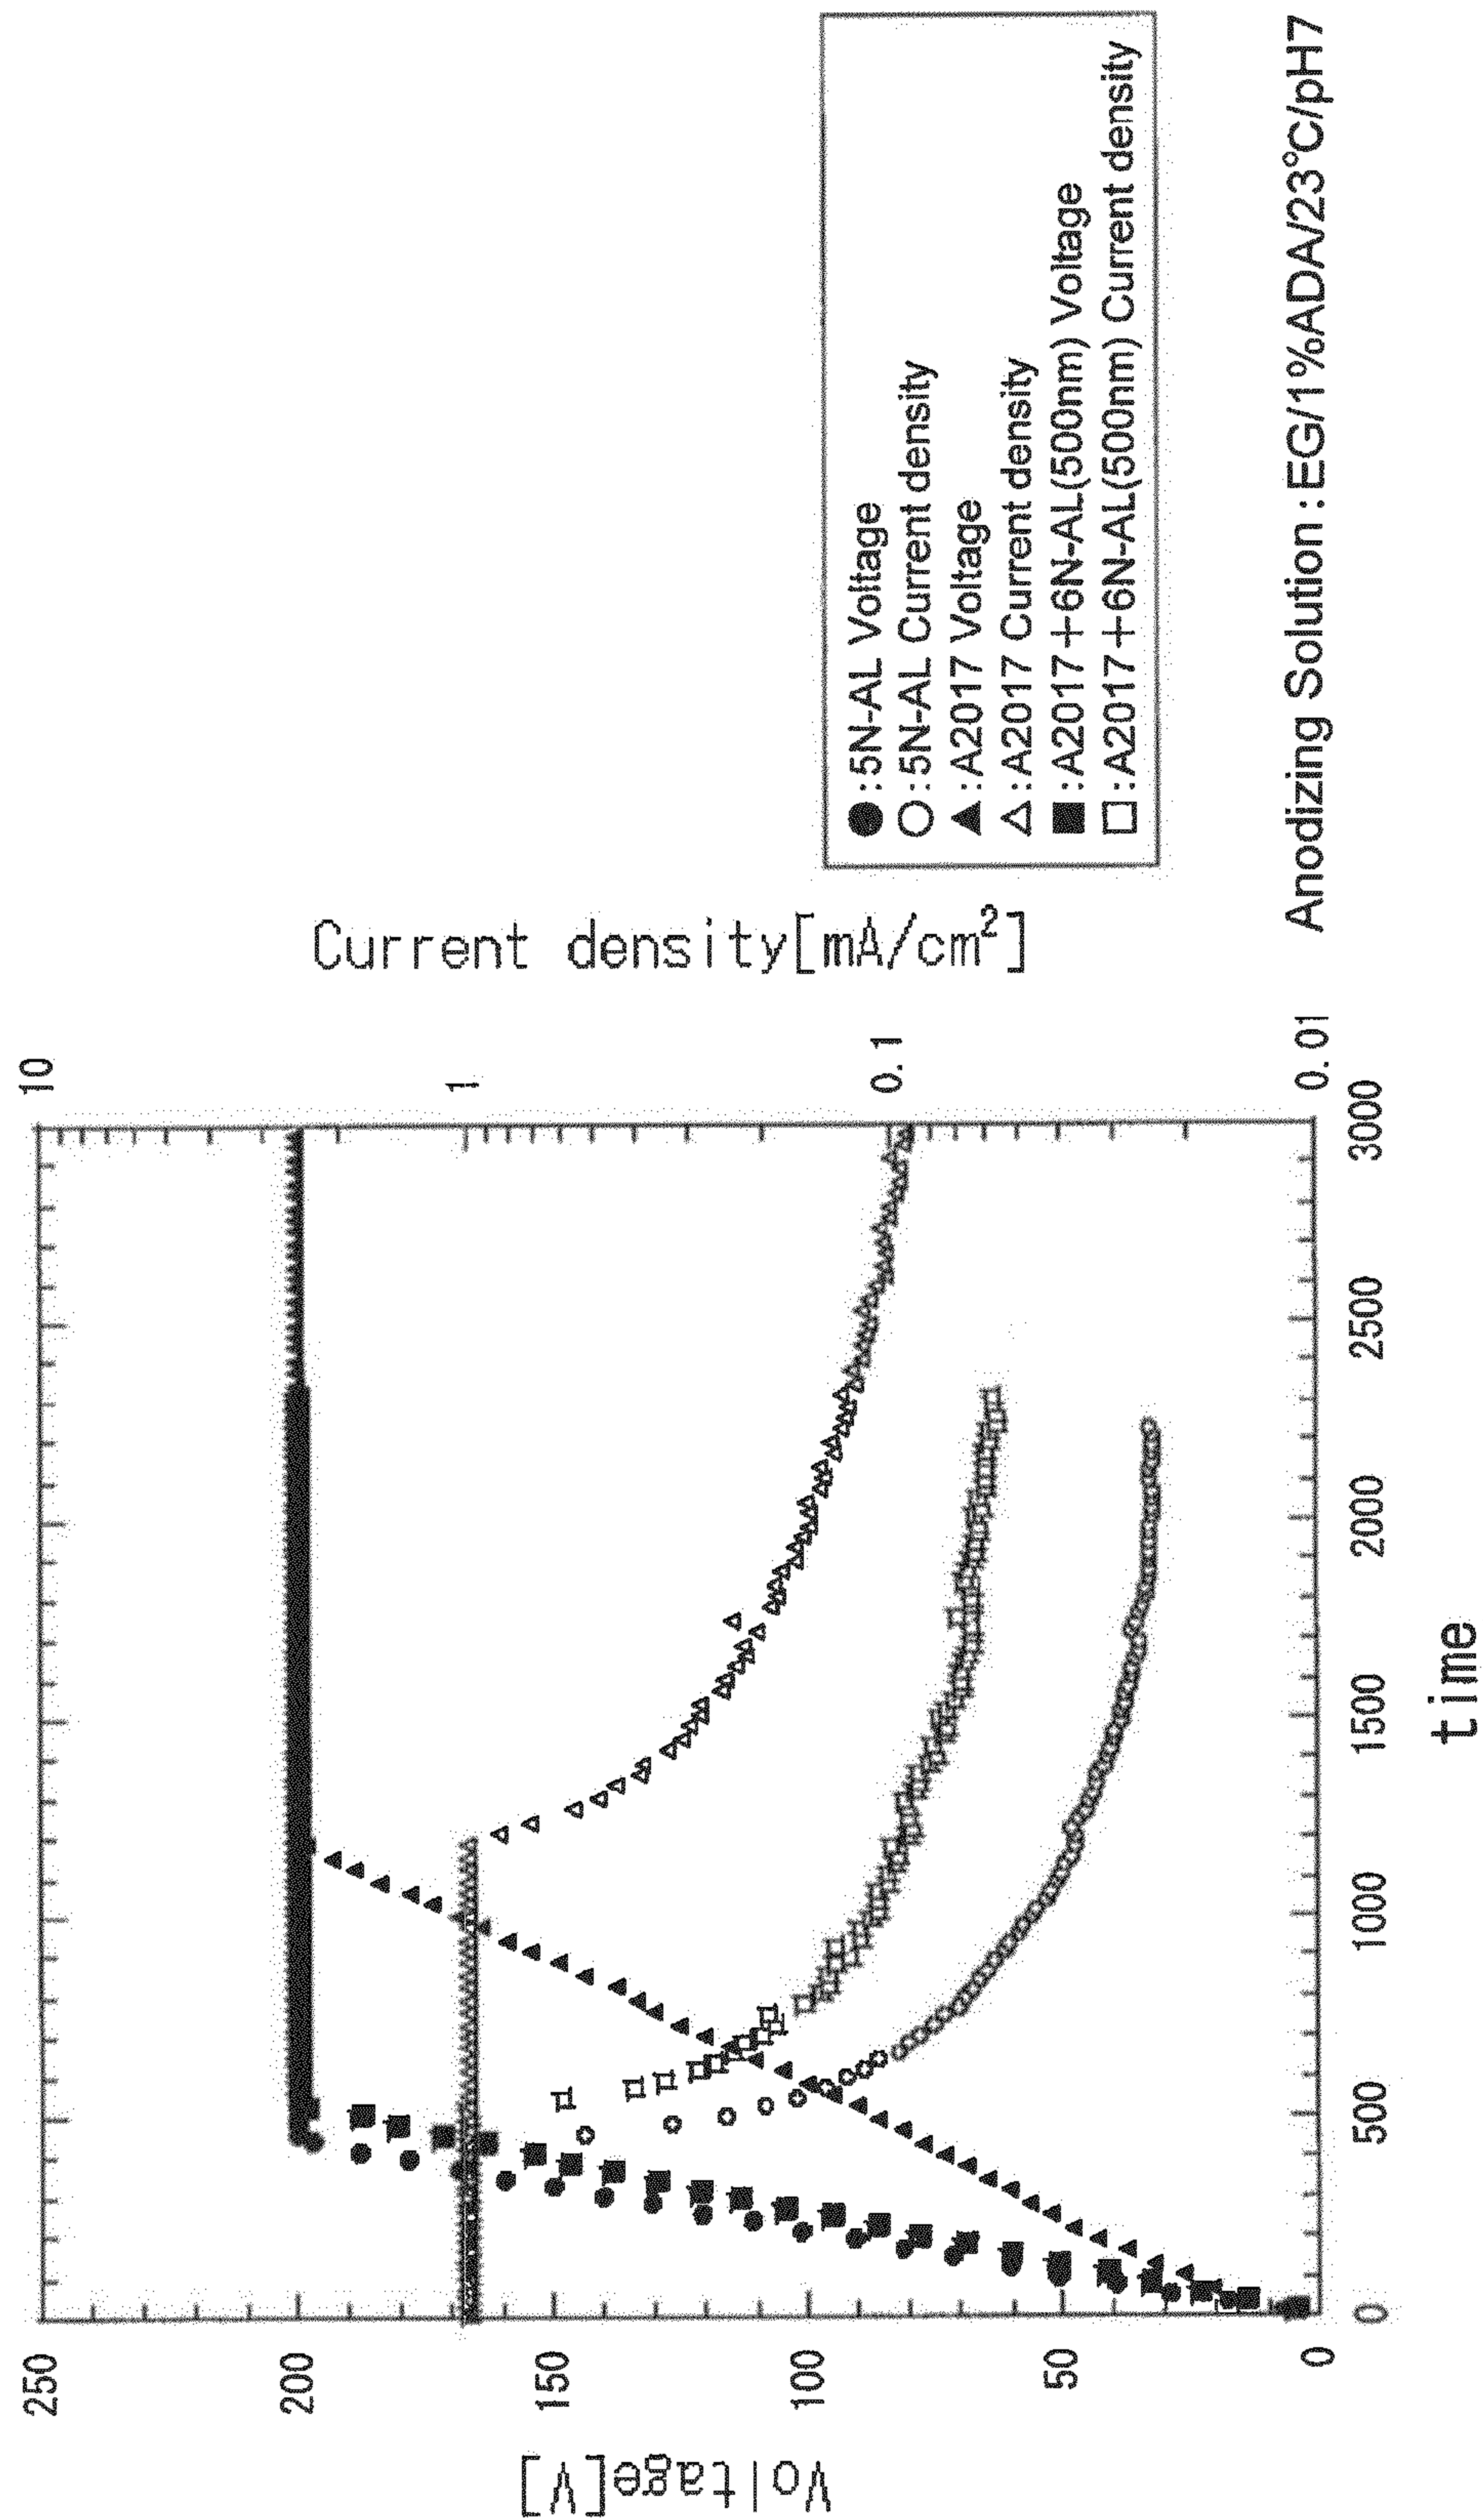 Voltage[V]
250
200
150
100
50
0
0
500
1000
1500
2000
2500
3000
time
10
1
0.1
0.01
Current density[mA/cm²]
●:5N-AL Voltage
○:5N-AL Current density
▲:A2017 Voltage
△:A2017 Current density
■:A2017+6N-AL(500nm) Voltage
□:A2017+6N-AL(500nm) Current density
Anodizing Solution:EG/1%ADA/23°C/pH7